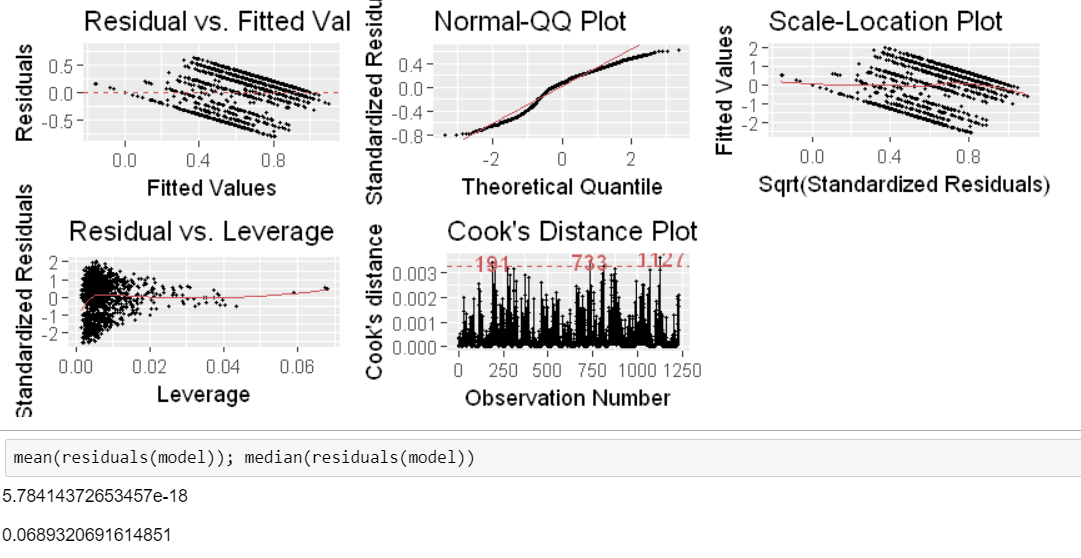 Residual vs. Fitted Val
Residuals
0.5
0.0
-0.5
0.0 0.4 0.8
Fitted Values
Normal-QQ Plot
Standardized Resid
0.4
0.0
-0.4
-0.8
-2 0 2
Theoretical Quantile
Scale-Location Plot
Fitted Values
2
1
0
-1
-2
0.0 0.4 0.8
Sqrt(Standardized Residuals)
Residual vs. Leverage
Standardized Residuals
2
1
0
-1
-2
0.00 0.02 0.04 0.06
Leverage
Cook's Distance Plot
Cook's distance
191 733 1127
0.003
0.002
0.001
0.000
0 250 500 750 1000 1250
Observation Number
mean(residuals(model)); median(residuals(model))
5.78414372653457e-18
0.0689320691614851